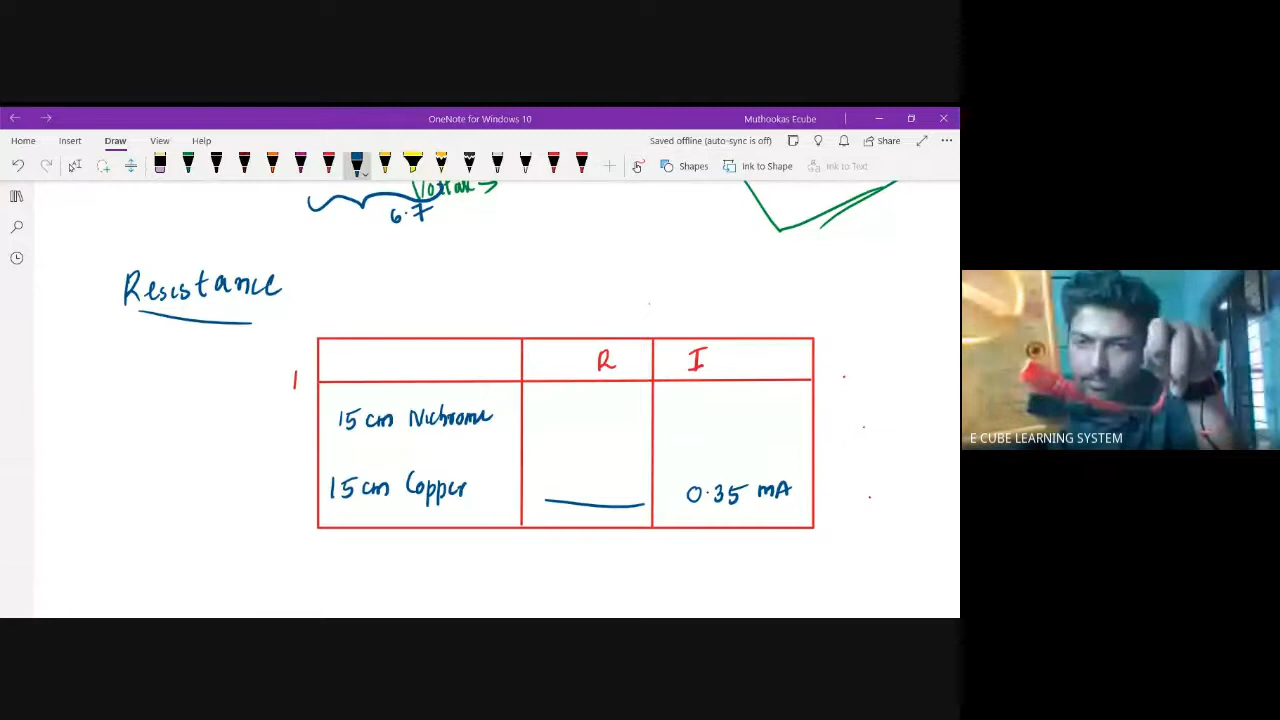 OneNote for Windows 10
Muthookas Ecube
Home Insert Draw View Help
Saved offline (auto-sync is off)
Share
Shapes
Ink to Shape
Ink to Text
6.7
Resistance
R I
1
15 cm Nichrome
15 cm Copper 0.35 mA
E CUBE LEARNING SYSTEM